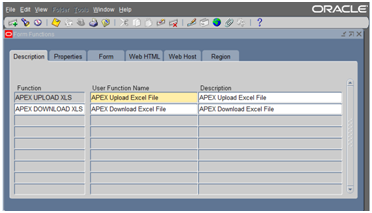 File Edit View Folder Tools Window Help
ORACLE
Form Functions
Description Properties Form Web HTML Web Host Region
Function User Function Name Description
APEX UPLOAD XLS APEX Upload Excel File APEX Upload Excel File
APEX DOWNLOAD XLS APEX Download Excel File APEX Download Excel File